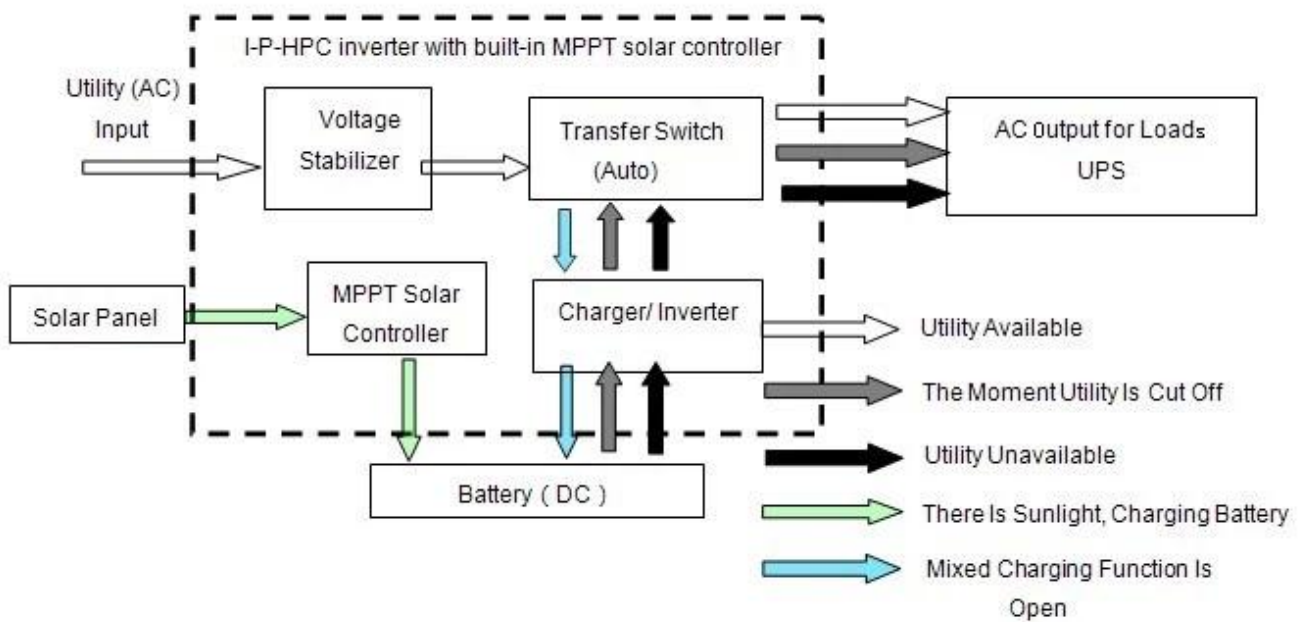 I-P-HPC inverter with built-in MPPT solar controller
Utility (AC)
Input
Voltage
Stabilizer
Transfer Switch
(Auto)
AC Output for Loads
UPS
Solar Panel
MPPT Solar
Controller
Charger/ Inverter
Battery ( DC )
Utility Available
The Moment Utility Is Cut Off
Utility Unavailable
There Is Sunlight, Charging Battery
Mixed Charging Function Is
Open